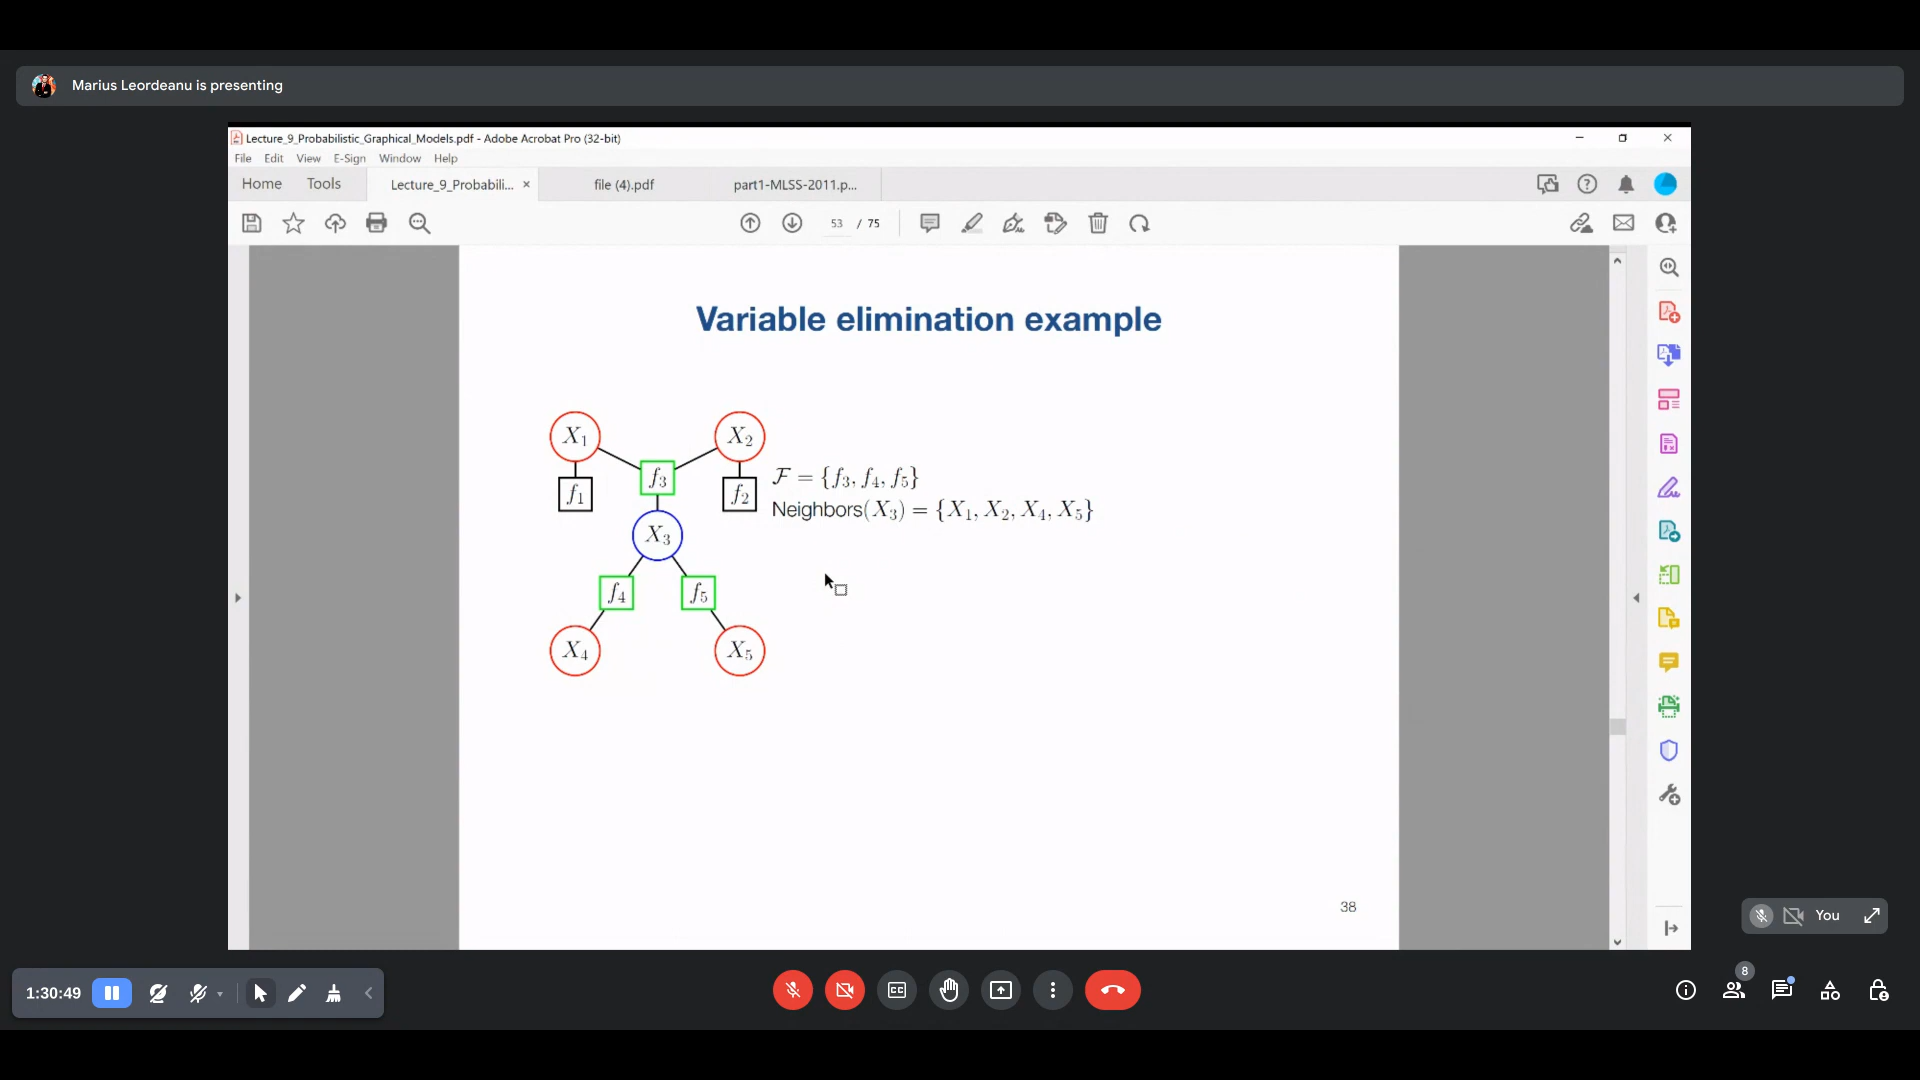 Marius Leordeanu is presenting
Lecture_9_Probabilistic_Graphical_Models.pdf - Adobe Acrobat Pro (32-bit)
File Edit View E-Sign Window Help
Home Tools Lecture_9_Probabili... × file (4).pdf part1-MLSS-2011.p...
53 / 75
Variable elimination example
X₁ X₂
f₃
f₁ f₂
ℱ = {f₃, f₄, f₅}
Neighbors(X₃) = {X₁, X₂, X₄, X₅}
X₃
f₄ f₅
X₄ X₅
38
You
8
1:30:49